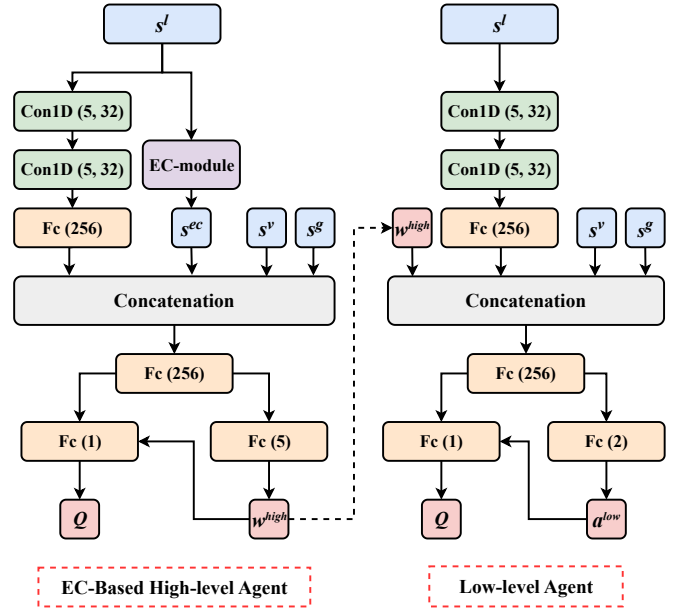 s^l
Con1D (5, 32)
Con1D (5, 32)
EC-module
Fc (256)
s^ec
s^v
s^g
Concatenation
Fc (256)
Fc (1)
Fc (5)
Q
w^high
EC-Based High-level Agent
s^l
Con1D (5, 32)
Con1D (5, 32)
w^high
Fc (256)
s^v
s^g
Concatenation
Fc (256)
Fc (1)
Fc (2)
Q
a^low
Low-level Agent